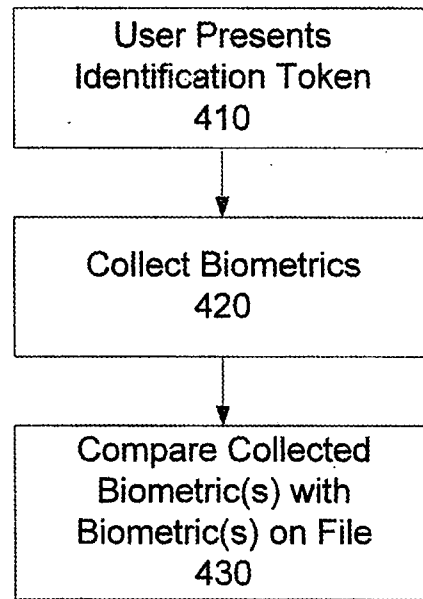 User Presents
Identification Token
410
Collect Biometrics
420
Compare Collected
Biometric(s) with
Biometric(s) on File
430